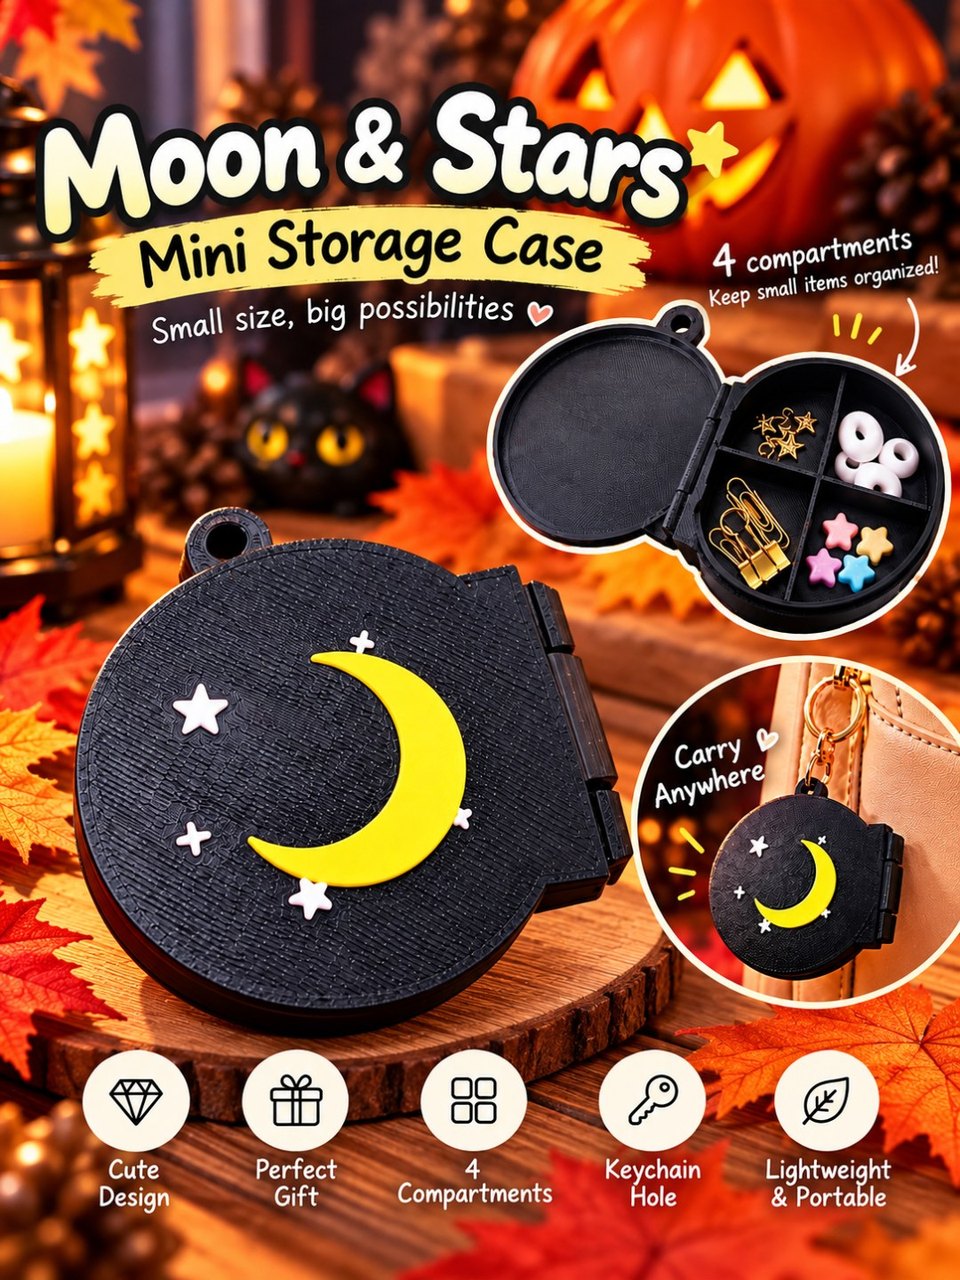 Moon & Stars
Mini Storage Case
Small size, big possibilities
4 compartments
Keep small items organized!
Carry
Anywhere
Cute
Design
Perfect
Gift
4
Compartments
Keychain
Hole
Lightweight
& Portable